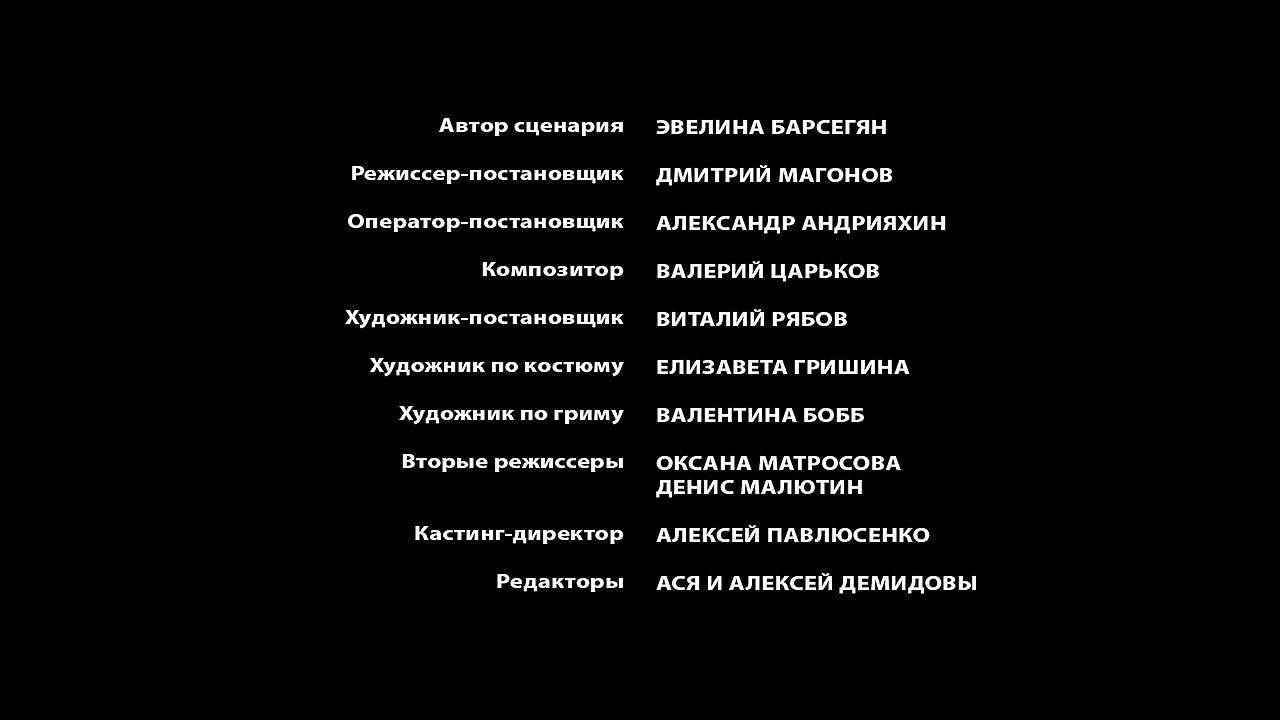 Автор сценария ЭВЕЛИНА БАРСЕГЯН
Режиссер-постановщик ДМИТРИЙ МАГОНОВ
Оператор-постановщик АЛЕКСАНДР АНДРИЯХИН
Композитор ВАЛЕРИЙ ЦАРЬКОВ
Художник-постановщик ВИТАЛИЙ РЯБОВ
Художник по костюму ЕЛИЗАВЕТА ГРИШИНА
Художник по гриму ВАЛЕНТИНА БОББ
Вторые режиссеры ОКСАНА МАТРОСОВА
ДЕНИС МАЛЮТИН
Кастинг-директор АЛЕКСЕЙ ПАВЛЮСЕНКО
Редакторы АСЯ И АЛЕКСЕЙ ДЕМИДОВЫ